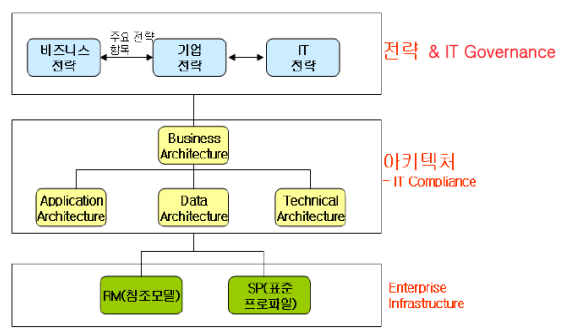 비즈니스
전략
주요 전략
항목
기업
전략
IT
전략
전략 & IT Governance
Business
Architecture
Application
Architecture
Data
Architecture
Technical
Architecture
아키텍처
- IT Compliance
RM(참조모델)
SP(표준
프로파일)
Enterprise
Infrastructure